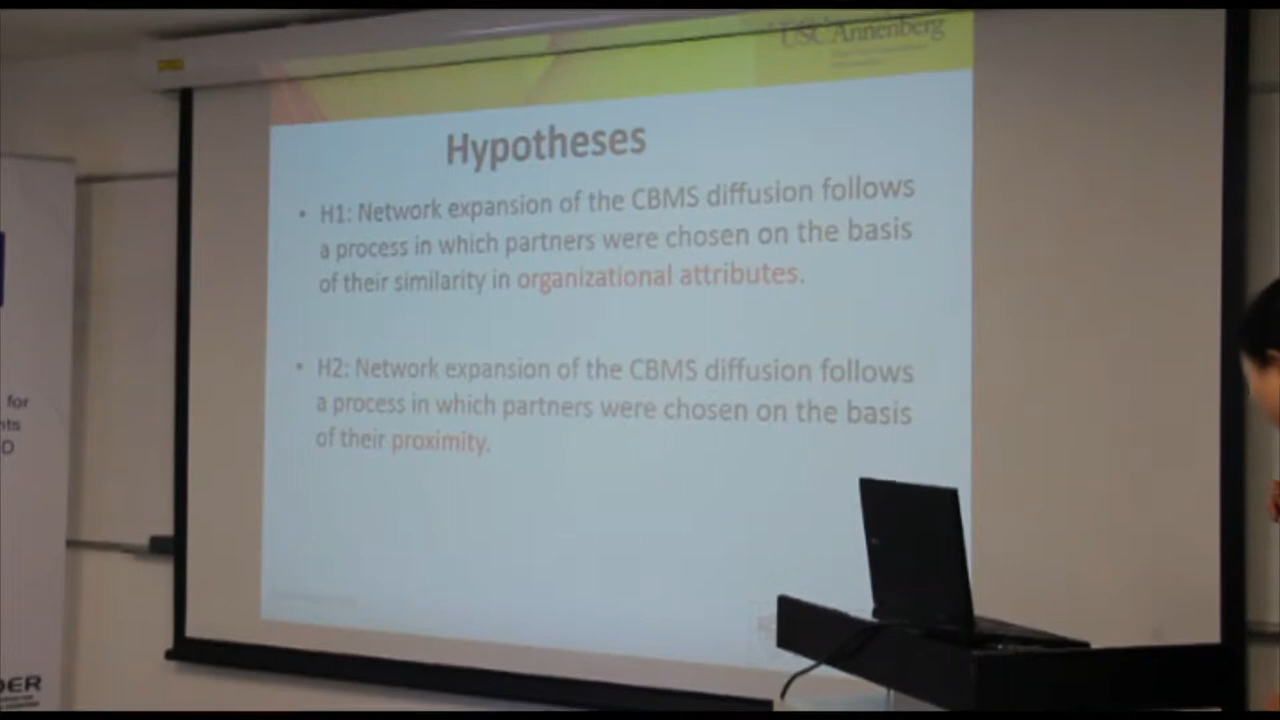 USC Annenberg
Hypotheses
• H1: Network expansion of the CBMS diffusion follows
a process in which partners were chosen on the basis
of their similarity in organizational attributes.
• H2: Network expansion of the CBMS diffusion follows
a process in which partners were chosen on the basis
of their proximity.
for
nts
D
DER